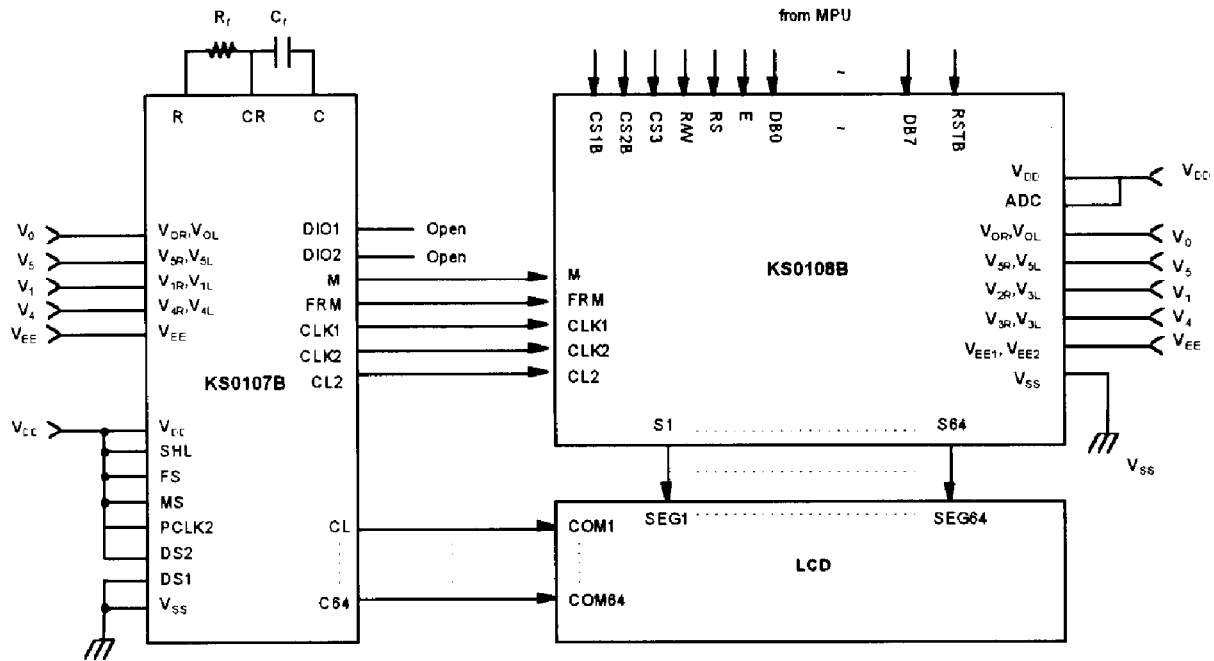 Rf Cf
from MPU
R CR C
CS1B CS2B CS3 R/W RS E DB0 ~ ~ DB7 RSTB
VDD VDD
ADC
V0 V0R,V0L DIO1 Open
V5 V5R,V5L DIO2 Open
V1 V1R,V1L M
V4 V4R,V4L FRM
VEE VEE CLK1
CLK2
CL2
KS0107B
M
FRM
CLK1
CLK2
CL2
KS0108B
V0R,V0L V0
V5R,V5L V5
V2R,V3L V1
V3R,V3L V4
VEE1, VEE2 VEE
VSS
VSS
S1 S64
VDD VDD
SHL
FS
MS
PCLK2
DS2
DS1
VSS
CL COM1
C64 COM64
SEG1 SEG64
LCD